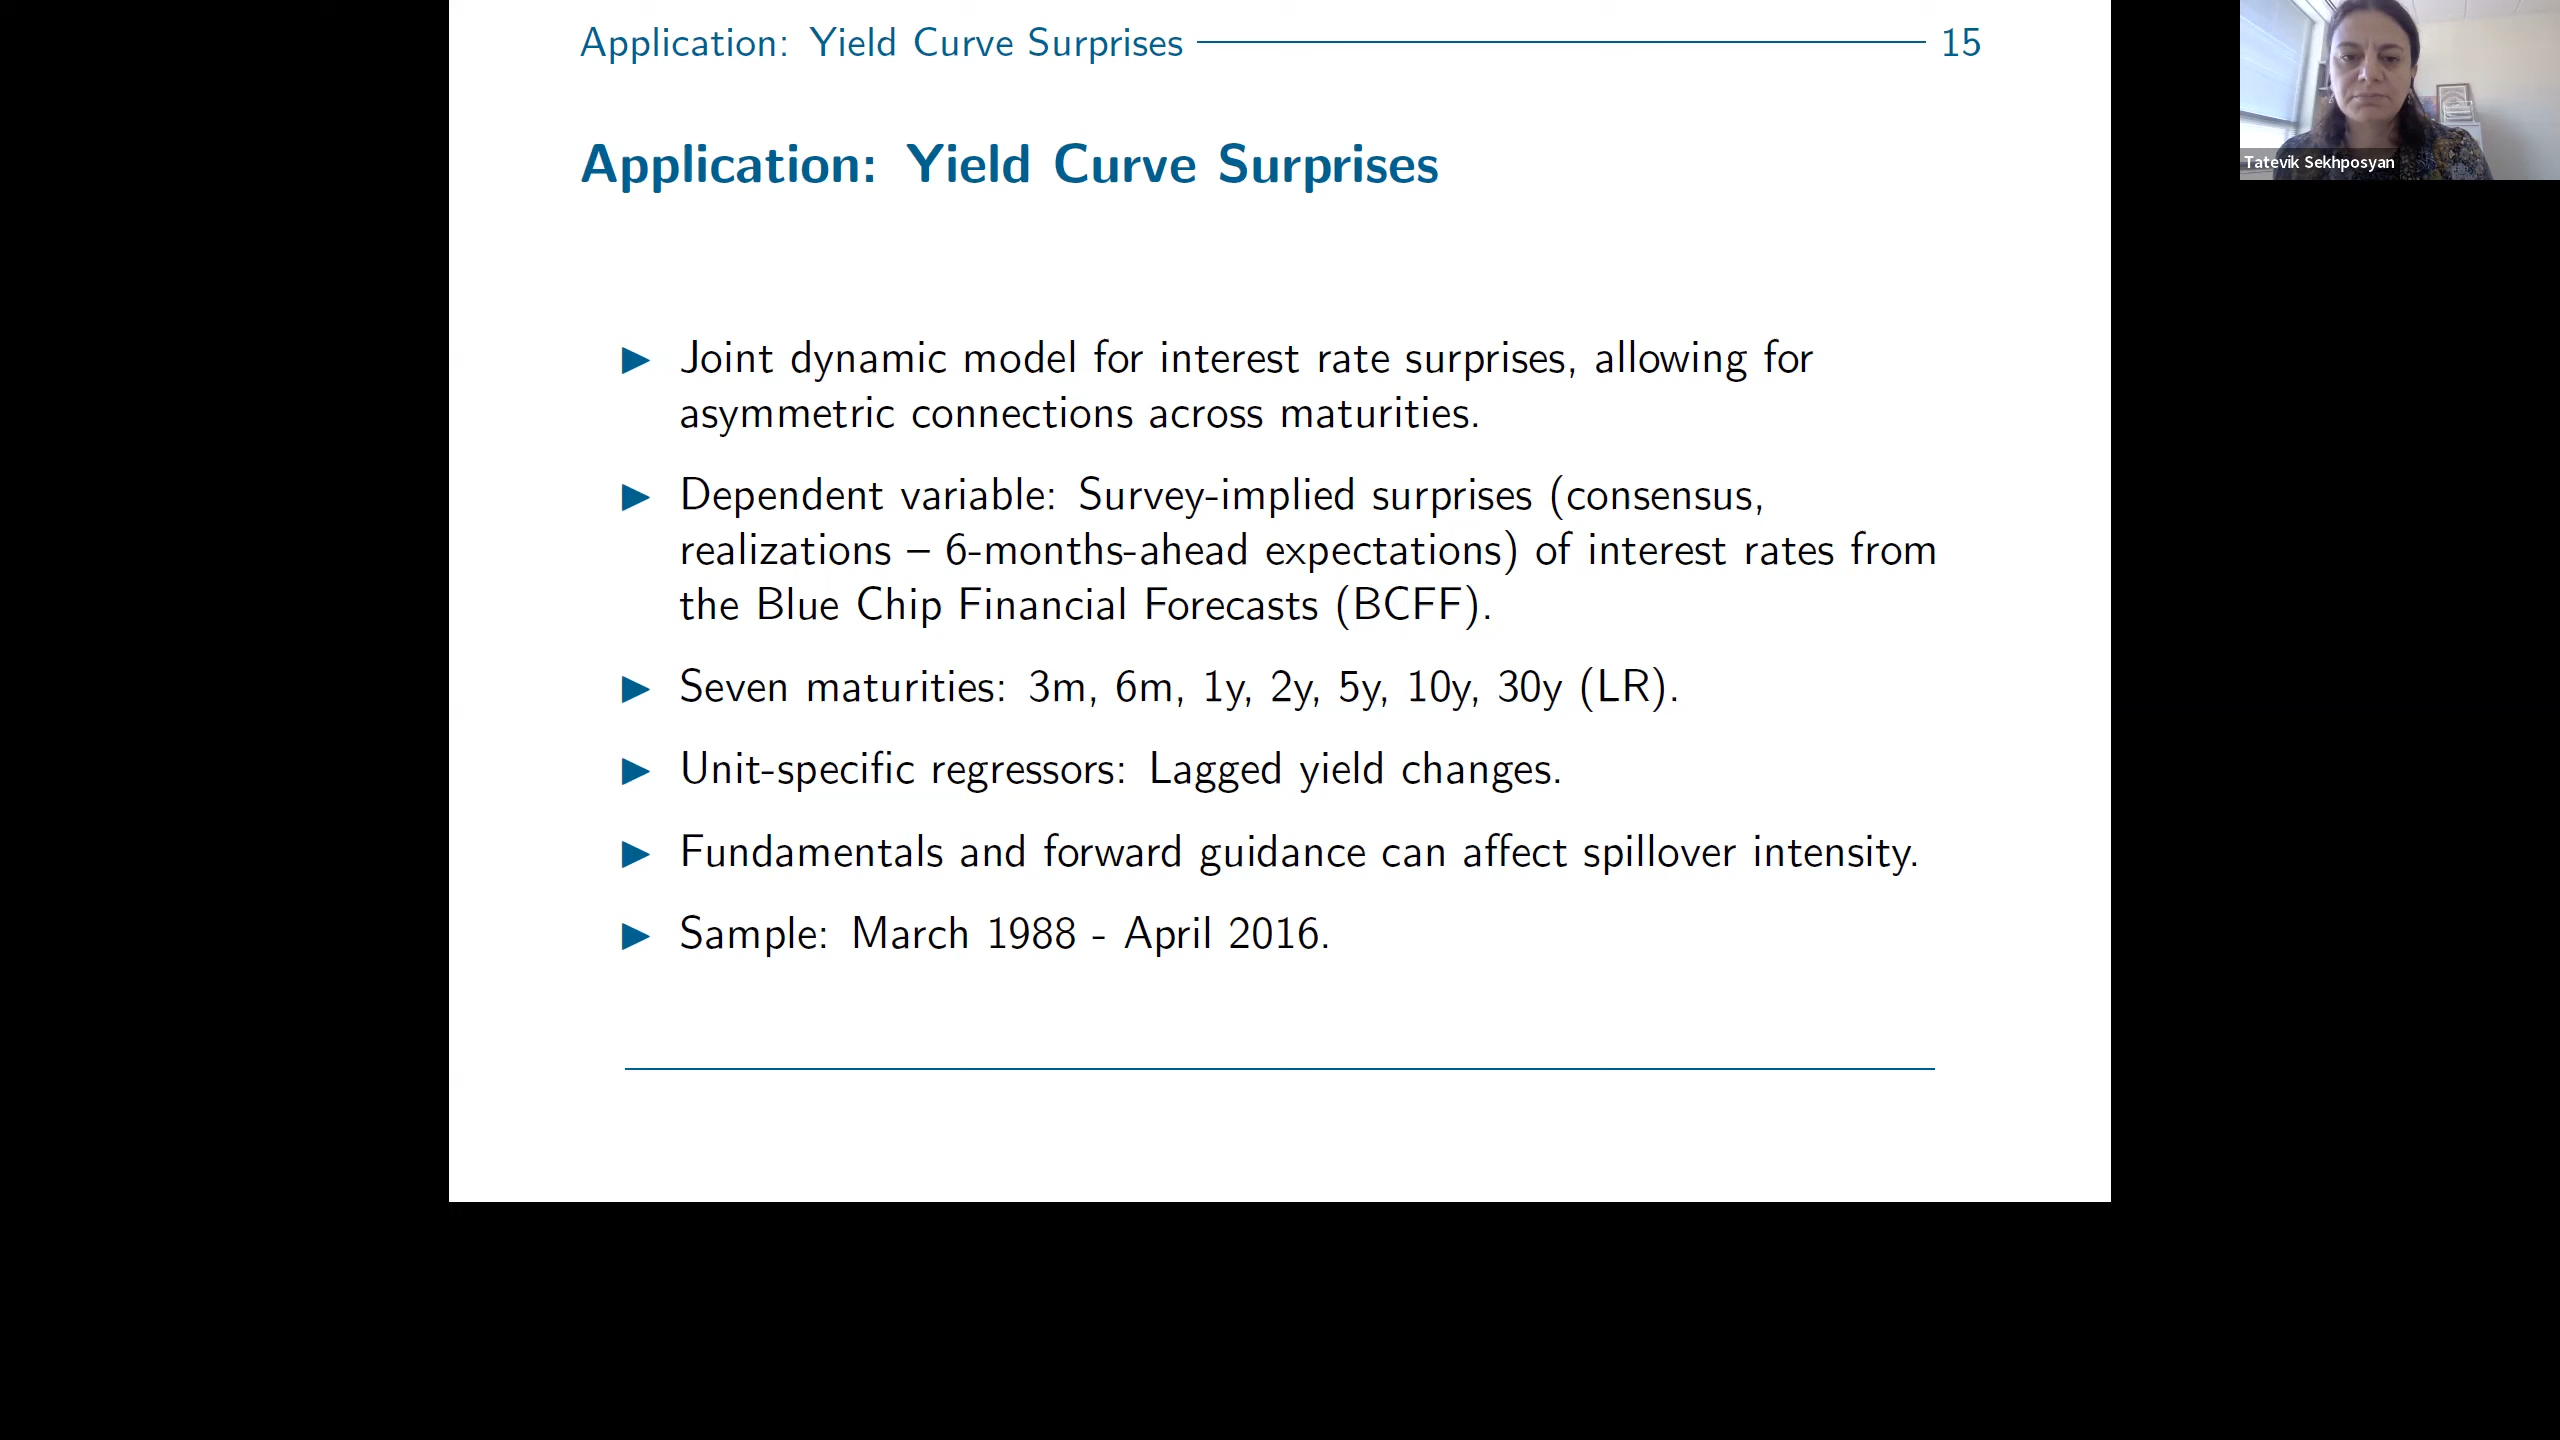 Application: Yield Curve Surprises 15
Tatevik Sekhposyan
Application: Yield Curve Surprises
▶ Joint dynamic model for interest rate surprises, allowing for
asymmetric connections across maturities.
▶ Dependent variable: Survey-implied surprises (consensus,
realizations – 6-months-ahead expectations) of interest rates from
the Blue Chip Financial Forecasts (BCFF).
▶ Seven maturities: 3m, 6m, 1y, 2y, 5y, 10y, 30y (LR).
▶ Unit-specific regressors: Lagged yield changes.
▶ Fundamentals and forward guidance can affect spillover intensity.
▶ Sample: March 1988 - April 2016.